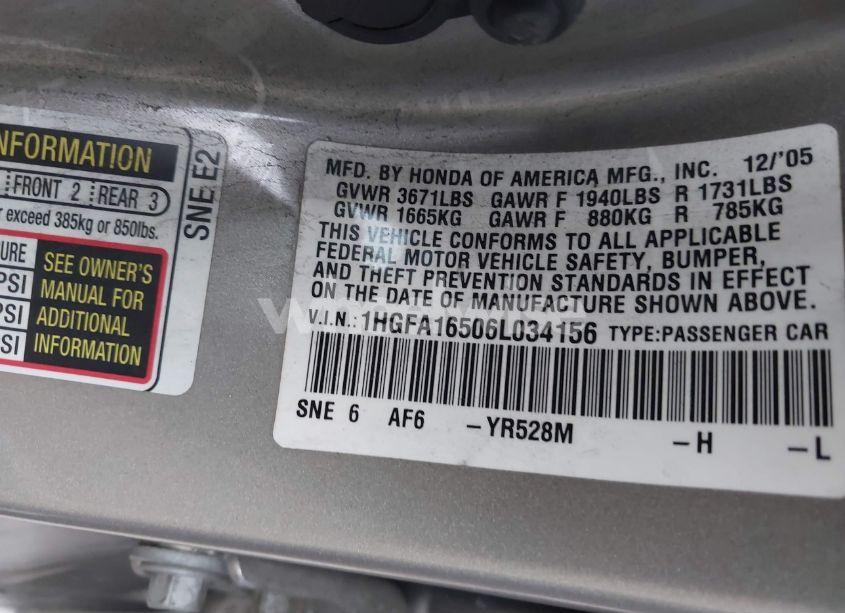 NFORMATION
FRONT 2 REAR 3
exceed 385kg or 850lbs.
URE
PSI
PSI
SI
SEE OWNER'S
MANUAL FOR
ADDITIONAL
INFORMATION
SNE E2
MFD. BY HONDA OF AMERICA MFG., INC. 12/'05
GVWR 3671LBS GAWR F 1940LBS R 1731LBS
GVWR 1665KG GAWR F 880KG R 785KG
THIS VEHICLE CONFORMS TO ALL APPLICABLE
FEDERAL MOTOR VEHICLE SAFETY, BUMPER,
AND THEFT PREVENTION STANDARDS IN EFFECT
ON THE DATE OF MANUFACTURE SHOWN ABOVE.
V.I.N.:1HGFA16506L034156 TYPE:PASSENGER CAR
SNE 6 AF6 -YR528M -H -L